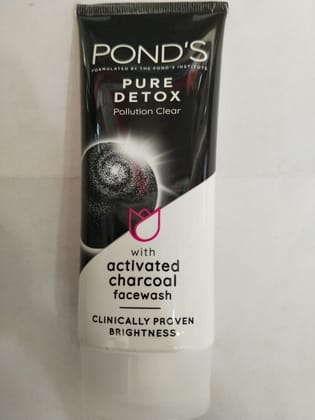 POND'S
FORMULATED BY THE POND'S INSTITUTE
PURE
DETOX
Pollution Clear
with
activated
charcoal
facewash
CLINICALLY PROVEN
BRIGHTNESS